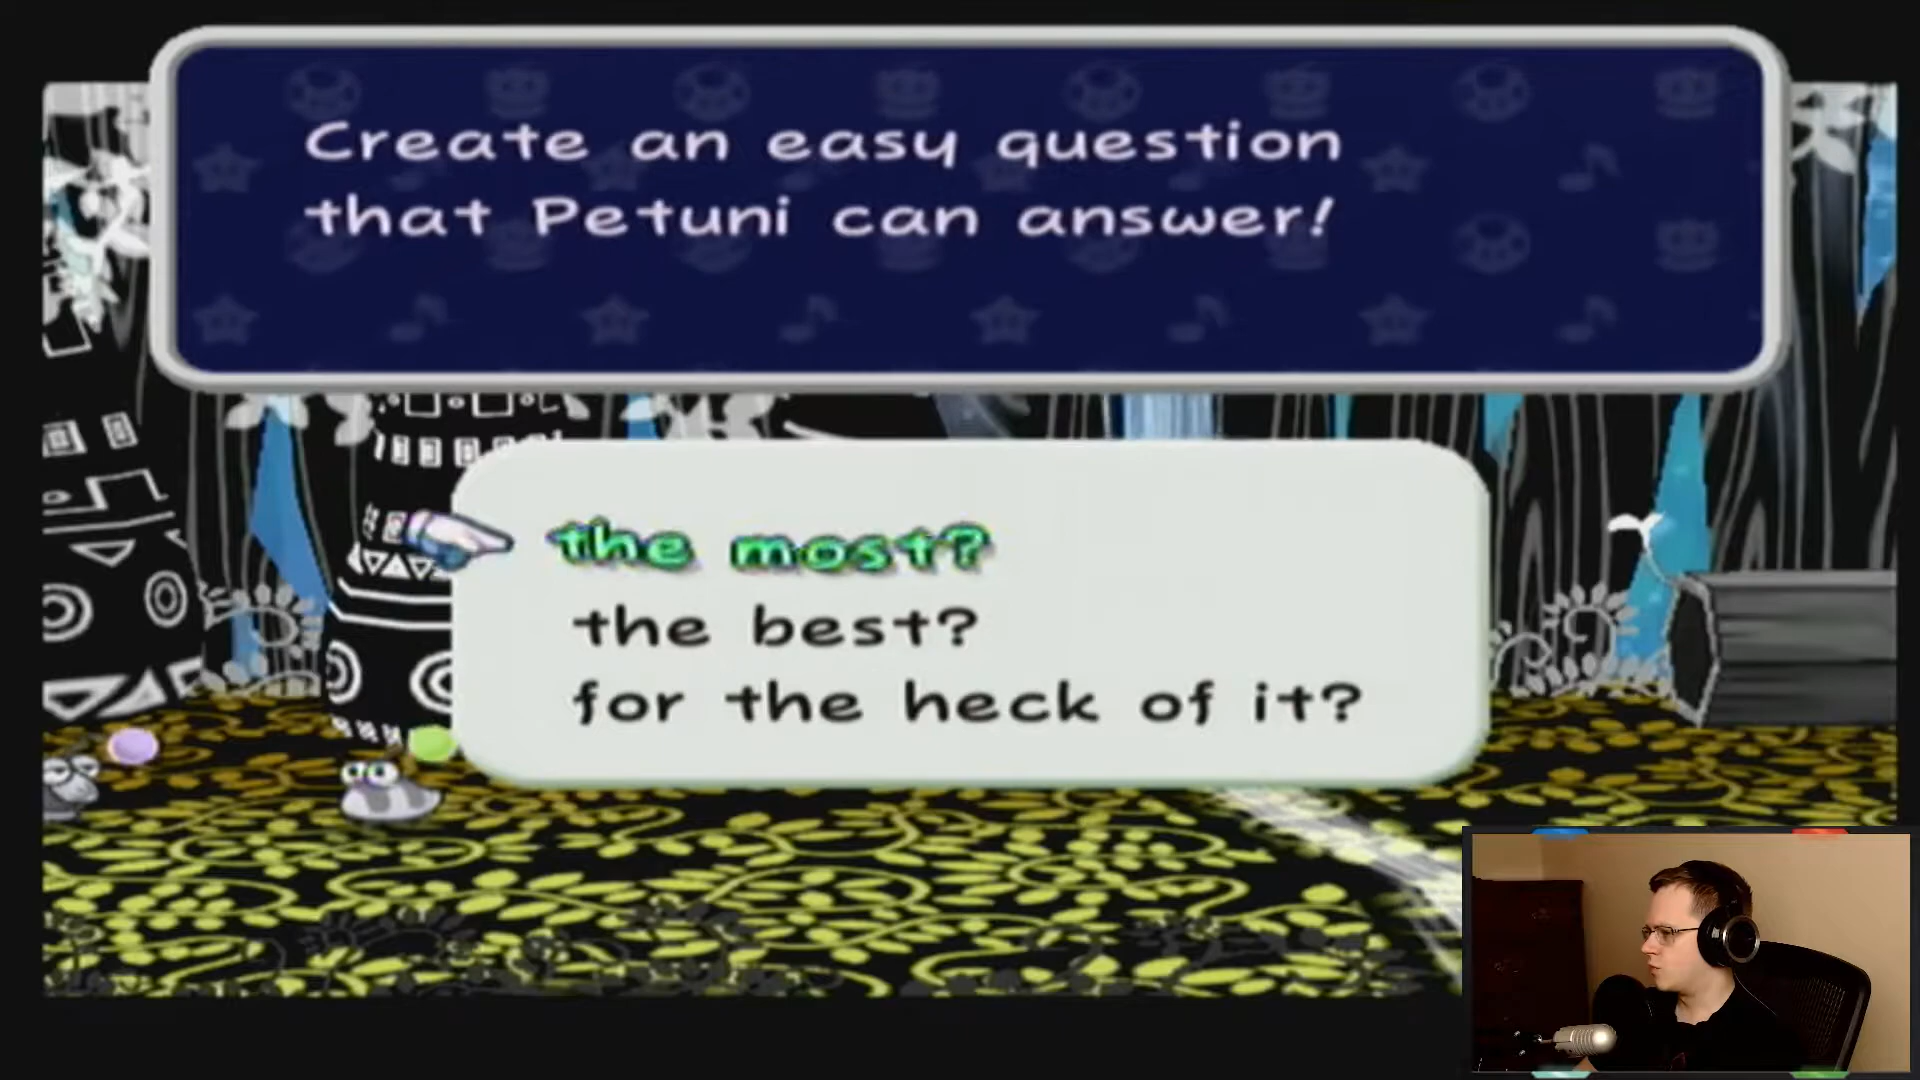 Create an easy question
that Petuni can answer!
the most?
the best?
for the heck of it?